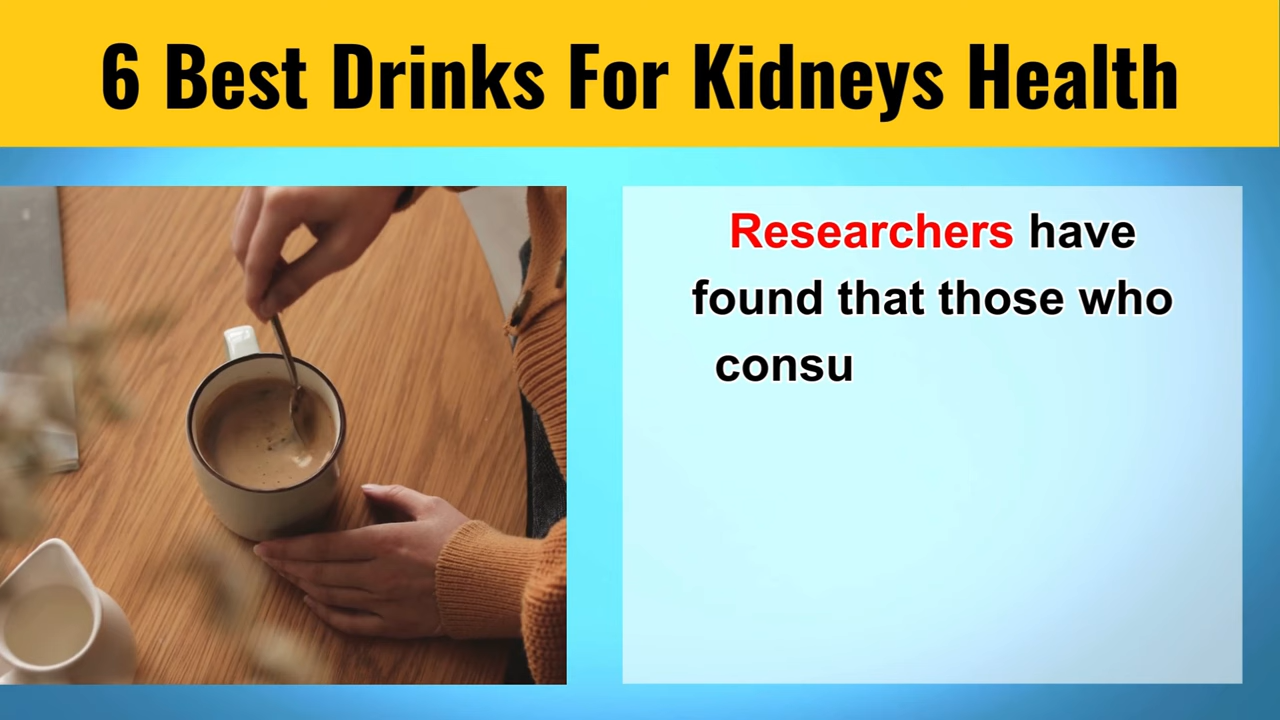 6 Best Drinks For Kidneys Health
Researchers have
found that those who
consu